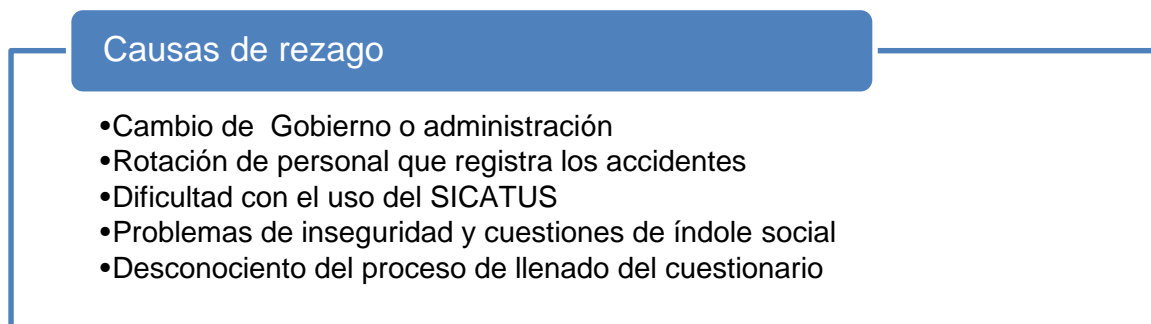 Causas de rezago
•Cambio de Gobierno o administración
•Rotación de personal que registra los accidentes
•Dificultad con el uso del SICATUS
•Problemas de inseguridad y cuestiones de índole social
•Desconociento del proceso de llenado del cuestionario